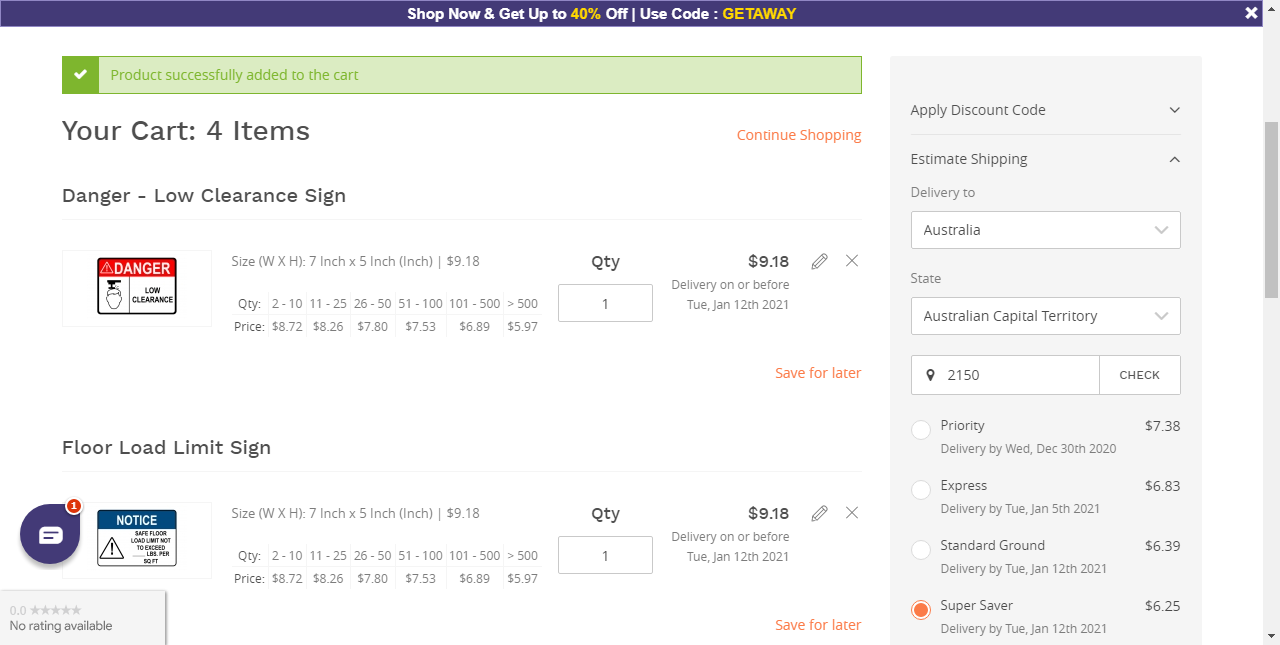 Shop Now & Get Up to 40% Off | Use Code : GETAWAY
Product successfully added to the cart
Your Cart: 4 Items
Continue Shopping
Danger - Low Clearance Sign
DANGER
LOW
CLEARANCE
Size (W X H): 7 Inch x 5 Inch (Inch) | $9.18
Qty: 2 - 10 11 - 25 26 - 50 51 - 100 101 - 500 > 500
Price: $8.72 $8.26 $7.80 $7.53 $6.89 $5.97
Qty
1
$9.18
Delivery on or before
Tue, Jan 12th 2021
Save for later
Floor Load Limit Sign
NOTICE
SAFE FLOOR
LOAD LIMIT NOT
TO EXCEED
____ LBS. PER
SQ FT
Size (W X H): 7 Inch x 5 Inch (Inch) | $9.18
Qty: 2 - 10 11 - 25 26 - 50 51 - 100 101 - 500 > 500
Price: $8.72 $8.26 $7.80 $7.53 $6.89 $5.97
Qty
1
$9.18
Delivery on or before
Tue, Jan 12th 2021
Save for later
1
0.0
No rating available
Apply Discount Code
Estimate Shipping
Delivery to
Australia
State
Australian Capital Territory
2150
CHECK
Priority $7.38
Delivery by Wed, Dec 30th 2020
Express $6.83
Delivery by Tue, Jan 5th 2021
Standard Ground $6.39
Delivery by Tue, Jan 12th 2021
Super Saver $6.25
Delivery by Tue, Jan 12th 2021